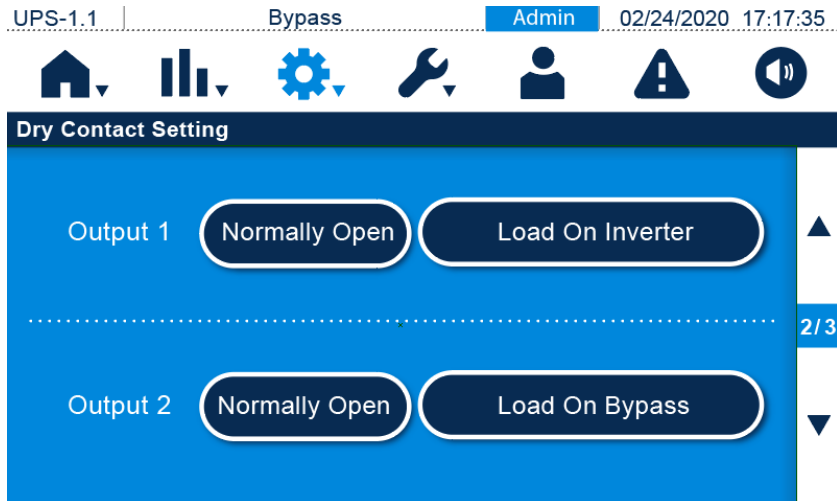 UPS-1.1 Bypass Admin 02/24/2020 17:17:35
Dry Contact Setting
Output 1 Normally Open Load On Inverter
2/3
Output 2 Normally Open Load On Bypass